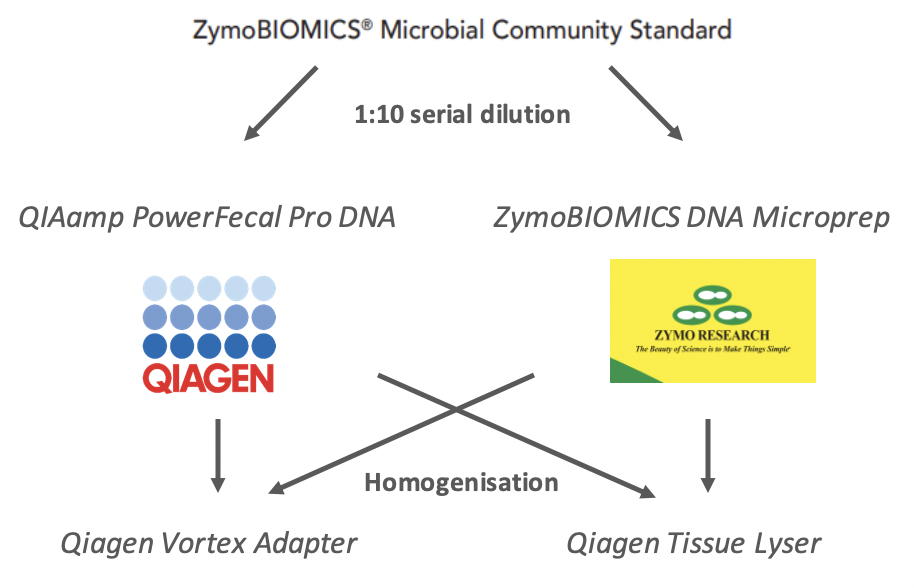 ZymoBIOMICS® Microbial Community Standard
1:10 serial dilution
QIAamp PowerFecal Pro DNA
ZymoBIOMICS DNA Microprep
QIAGEN
ZYMO RESEARCH
The Beauty of Science is to Make Things Simple®
Homogenisation
Qiagen Vortex Adapter
Qiagen Tissue Lyser